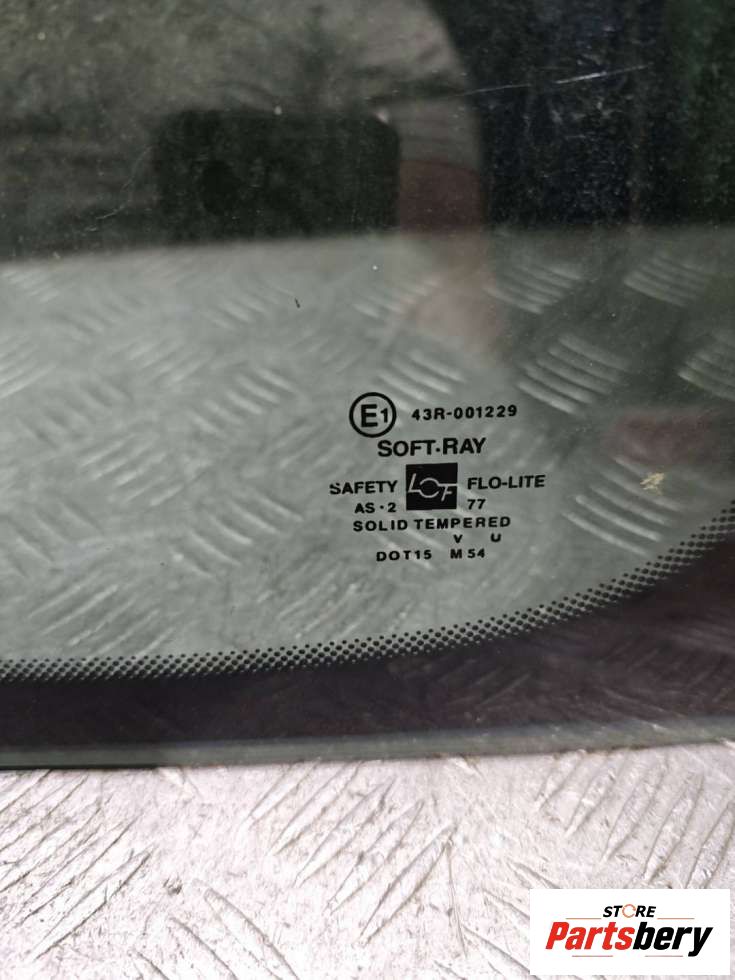 E1 43R-001229
SOFT·RAY
SAFETY LOF FLO-LITE
AS·2 77
SOLID TEMPERED
V U
DOT15 M54
STORE
Partsbery